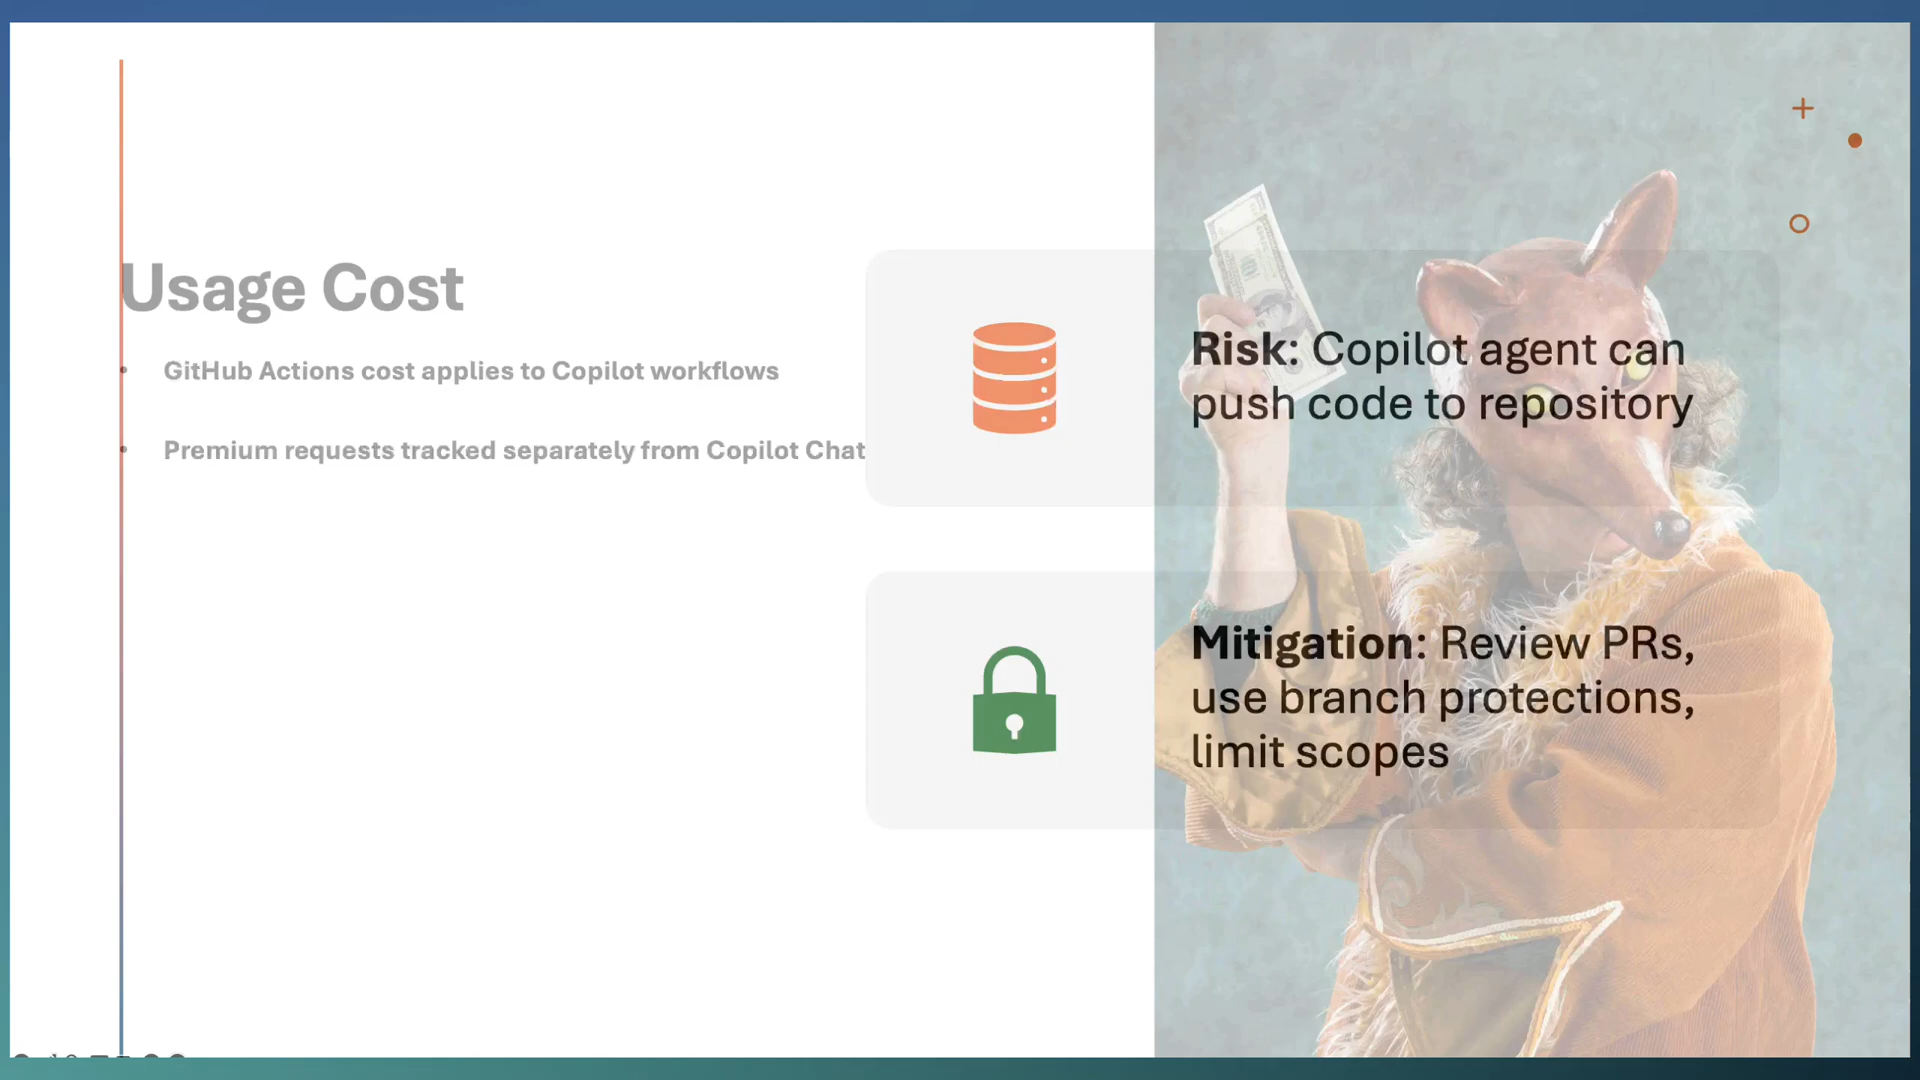 Usage Cost
• GitHub Actions cost applies to Copilot workflows
• Premium requests tracked separately from Copilot Chat
Risk: Copilot agent can
push code to repository
Mitigation: Review PRs,
use branch protections,
limit scopes